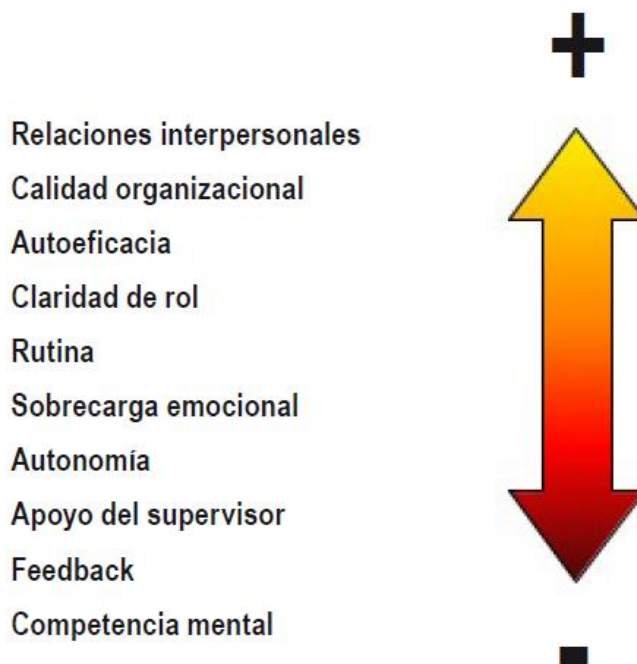 +
Relaciones interpersonales
Calidad organizacional
Autoeficacia
Claridad de rol
Rutina
Sobrecarga emocional
Autonomía
Apoyo del supervisor
Feedback
Competencia mental
-